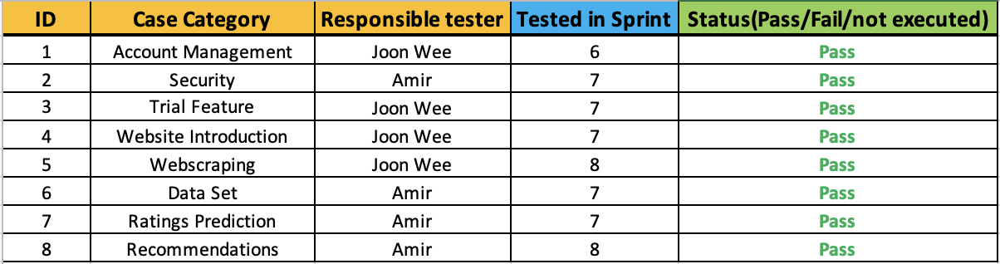 ID Case Category Responsible tester Tested in Sprint Status(Pass/Fail/not executed)
1 Account Management Joon Wee 6 Pass
2 Security Amir 7 Pass
3 Trial Feature Joon Wee 7 Pass
4 Website Introduction Joon Wee 7 Pass
5 Webscraping Joon Wee 8 Pass
6 Data Set Amir 7 Pass
7 Ratings Prediction Amir 7 Pass
8 Recommendations Amir 8 Pass